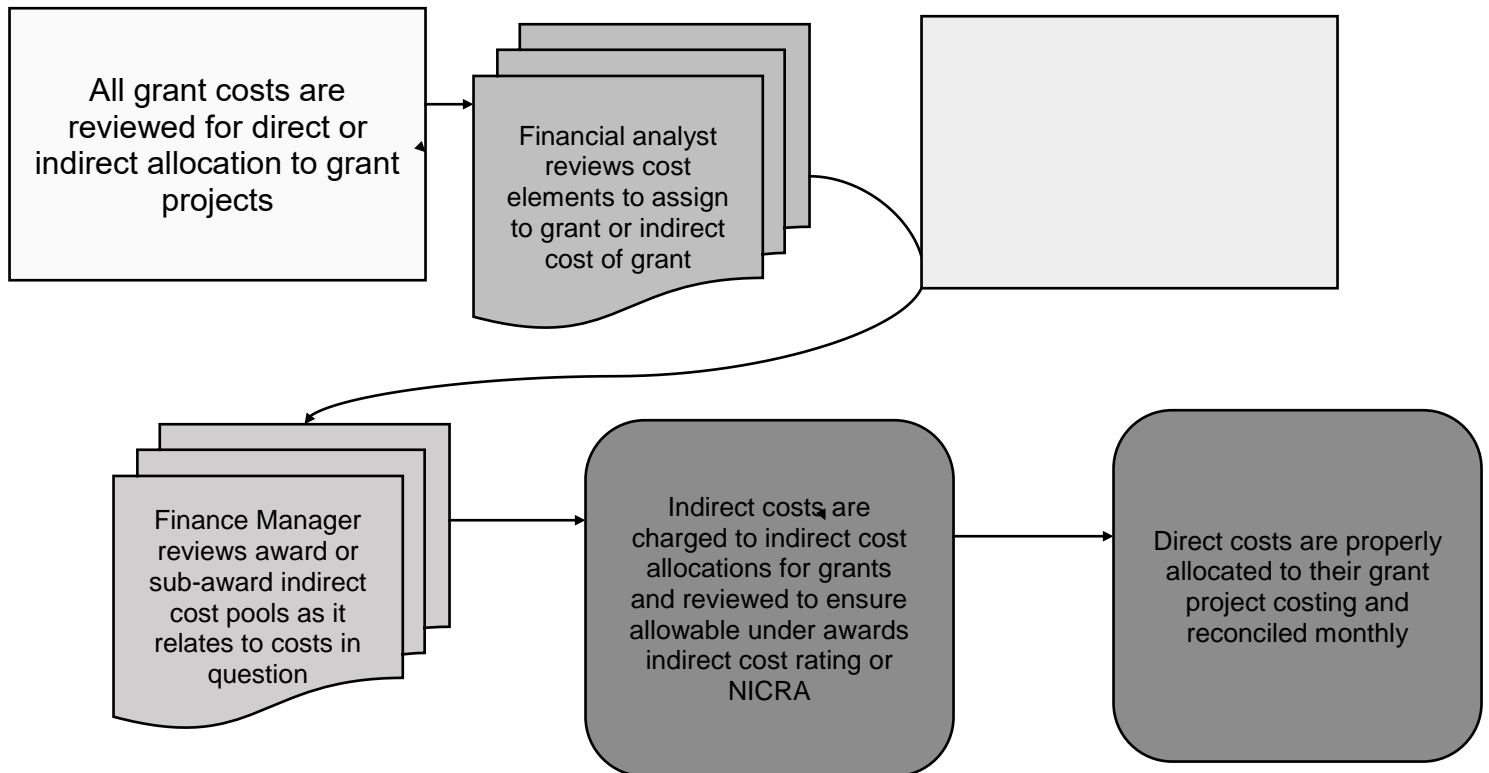 All grant costs are
reviewed for direct or
indirect allocation to grant
projects
Financial analyst
reviews cost
elements to assign
to grant or indirect
cost of grant
Finance Manager
reviews award or
sub-award indirect
cost pools as it
relates to costs in
question
Indirect costs are
charged to indirect cost
allocations for grants
and reviewed to ensure
allowable under awards
indirect cost rating or
NICRA
Direct costs are properly
allocated to their grant
project costing and
reconciled monthly